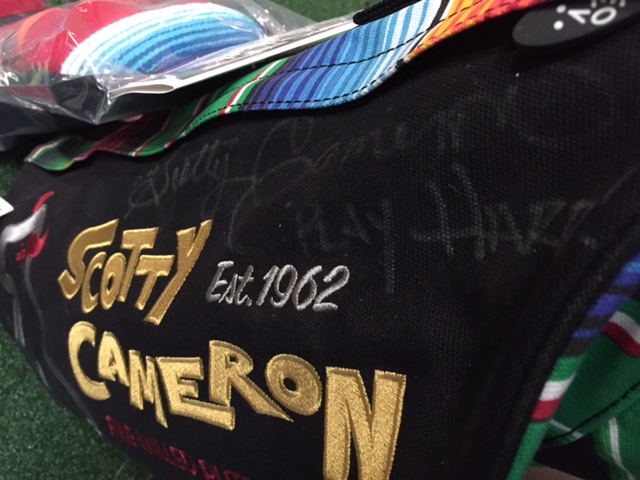 Scotty Cameron
PLAY HARD
SCOTTY
Est. 1962
CAMERON